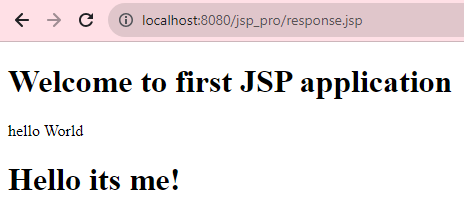 localhost:8080/jsp_pro/response.jsp
Welcome to first JSP application
hello World
Hello its me!